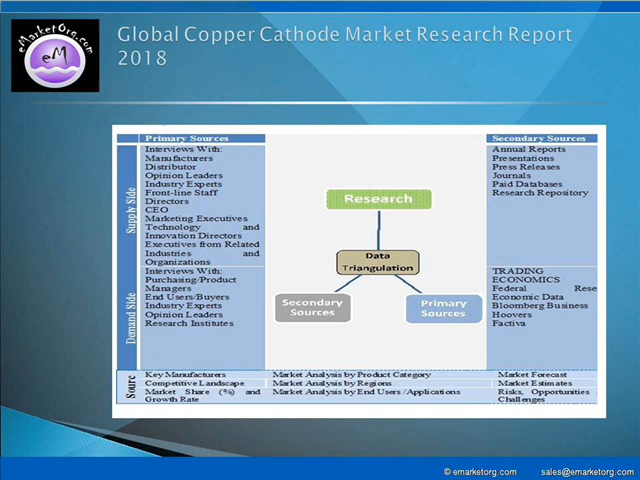 eMarketOrg.com
eM
Global Copper Cathode Market Research Report
2018
Primary Sources
Secondary Sources
Supply Side
Interviews With:
Manufacturers
Distributor
Opinion Leaders
Industry Experts
Front-line Staff
Directors
CEO
Marketing Executives
Technology and
Innovation Directors
Executives from Related
Industries and
Organizations
Annual Reports
Presentations
Press Releases
Journals
Paid Databases
Research Repository
Research
Data
Triangulation
Secondary
Sources
Primary
Sources
Demand Side
Interviews With:
Purchasing/Product
Managers
End Users/Buyers
Industry Experts
Opinion Leaders
Research Institutes
TRADING
ECONOMICS
Federal Rese
Economic Data
Bloomberg Business
Hoovers
Factiva
Sourc
Key Manufacturers
Competitive Landscape
Market Share (%) and
Growth Rate
Market Analysis by Product Category
Market Analysis by Regions
Market Analysis by End Users /Applications
Market Forecast
Market Estimates
Risks, Opportunities
Challenges
© emarketorg.com
sales@emarketorg.com